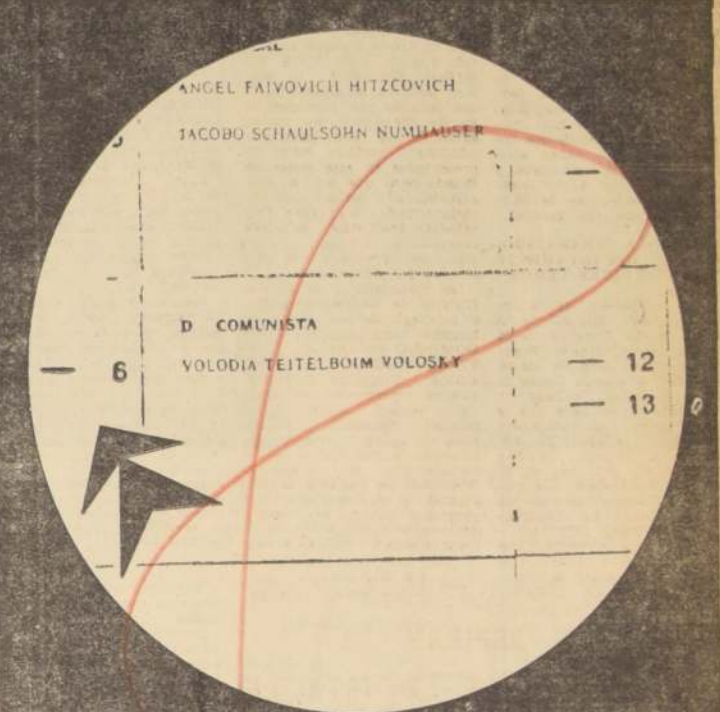 ANGEL FAIVOVICH HITZCOVICH
JACOBO SCHAULSOHN NUMHAUSER
D COMUNISTA
6 VOLODIA TEITELBOIM VOLOSKY 12
13